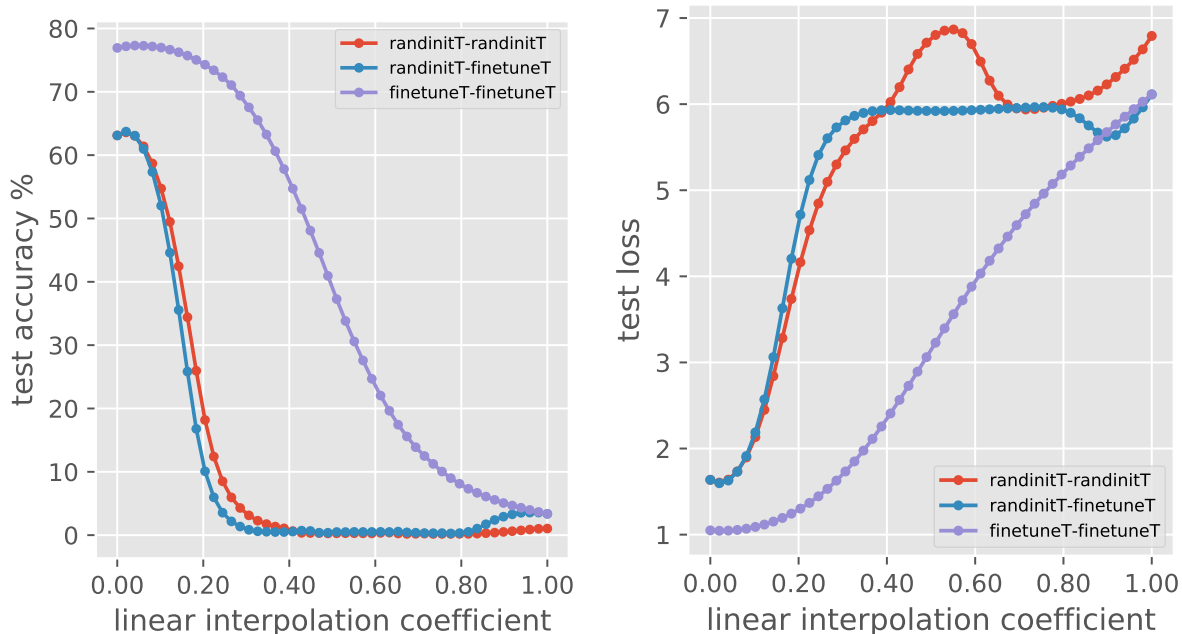 80
70
60
50
40
30
20
10
0
test accuracy %
randinitT-randinitT
randinitT-finetuneT
finetuneT-finetuneT
0.00 0.20 0.40 0.60 0.80 1.00
linear interpolation coefficient
7
6
5
4
3
2
1
test loss
randinitT-randinitT
randinitT-finetuneT
finetuneT-finetuneT
0.00 0.20 0.40 0.60 0.80 1.00
linear interpolation coefficient